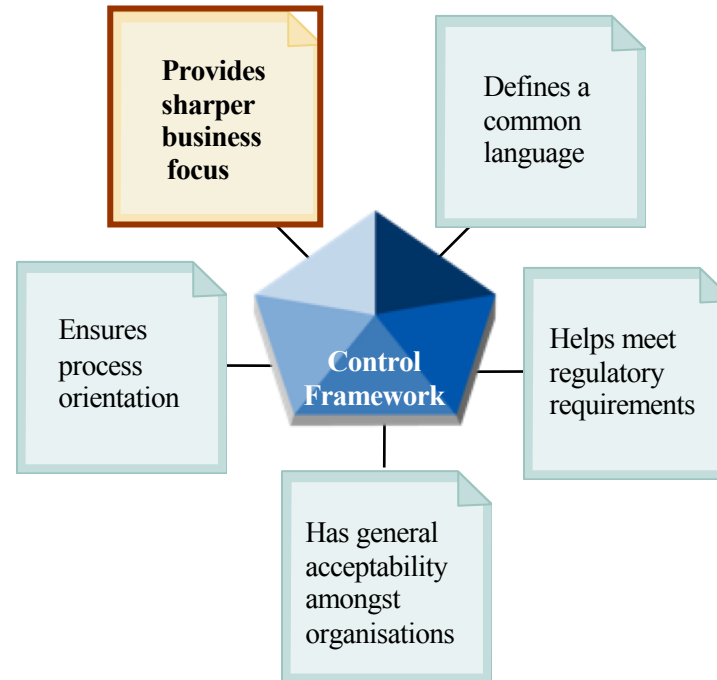 Provides
sharper
business
focus
Defines a
common
language
Ensures
process
orientation
Control
Framework
Helps meet
regulatory
requirements
Has general
acceptability
amongst
organisations